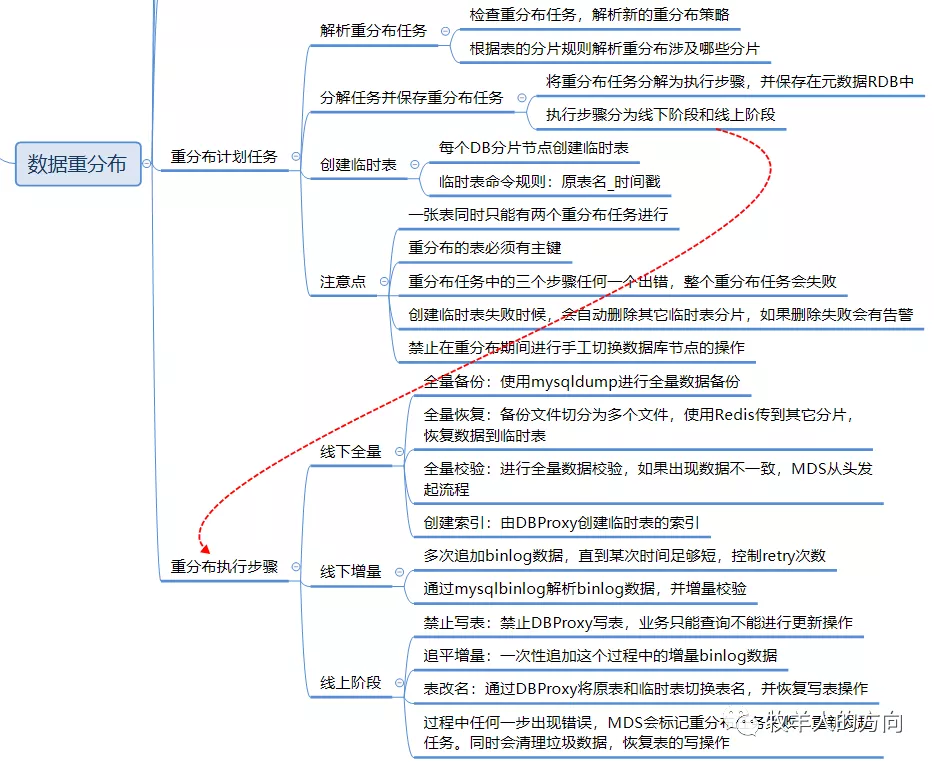 数据重分布
重分布计划任务
解析重分布任务
检查重分布任务，解析新的重分布策略
根据表的分片规则解析重分布涉及哪些分片
分解任务并保存重分布任务
将重分布任务分解为执行步骤，并保存在元数据RDB中
执行步骤分为线下阶段和线上阶段
创建临时表
每个DB分片节点创建临时表
临时表命令规则：原表名_时间戳
注意点
一张表同时只能有两个重分布任务进行
重分布的表必须有主键
重分布任务中的三个步骤任何一个出错，整个重分布任务会失败
创建临时表失败时候，会自动删除其它临时表分片，如果删除失败会有告警
禁止在重分布期间进行手工切换数据库节点的操作
重分布执行步骤
线下全量
全量备份：使用mysqldump进行全量数据备份
全量恢复：备份文件切分为多个文件，使用Redis传到其它分片，
恢复数据到临时表
全量校验：进行全量数据校验，如果出现数据不一致，MDS从头发
起流程
创建索引：由DBProxy创建临时表的索引
线下增量
多次追加binlog数据，直到某次时间足够短，控制retry次数
通过mysqlbinlog解析binlog数据，并增量校验
线上阶段
禁止写表：禁止DBProxy写表，业务只能查询不能进行更新操作
追平增量：一次性追加这个过程中的增量binlog数据
表改名：通过DBProxy将原表和临时表切换表名，并恢复写表操作
过程中任何一步出现错误，MDS会标记重分
任务。同时会清理垃圾数据，恢复表的写操作
牧羊人的方向